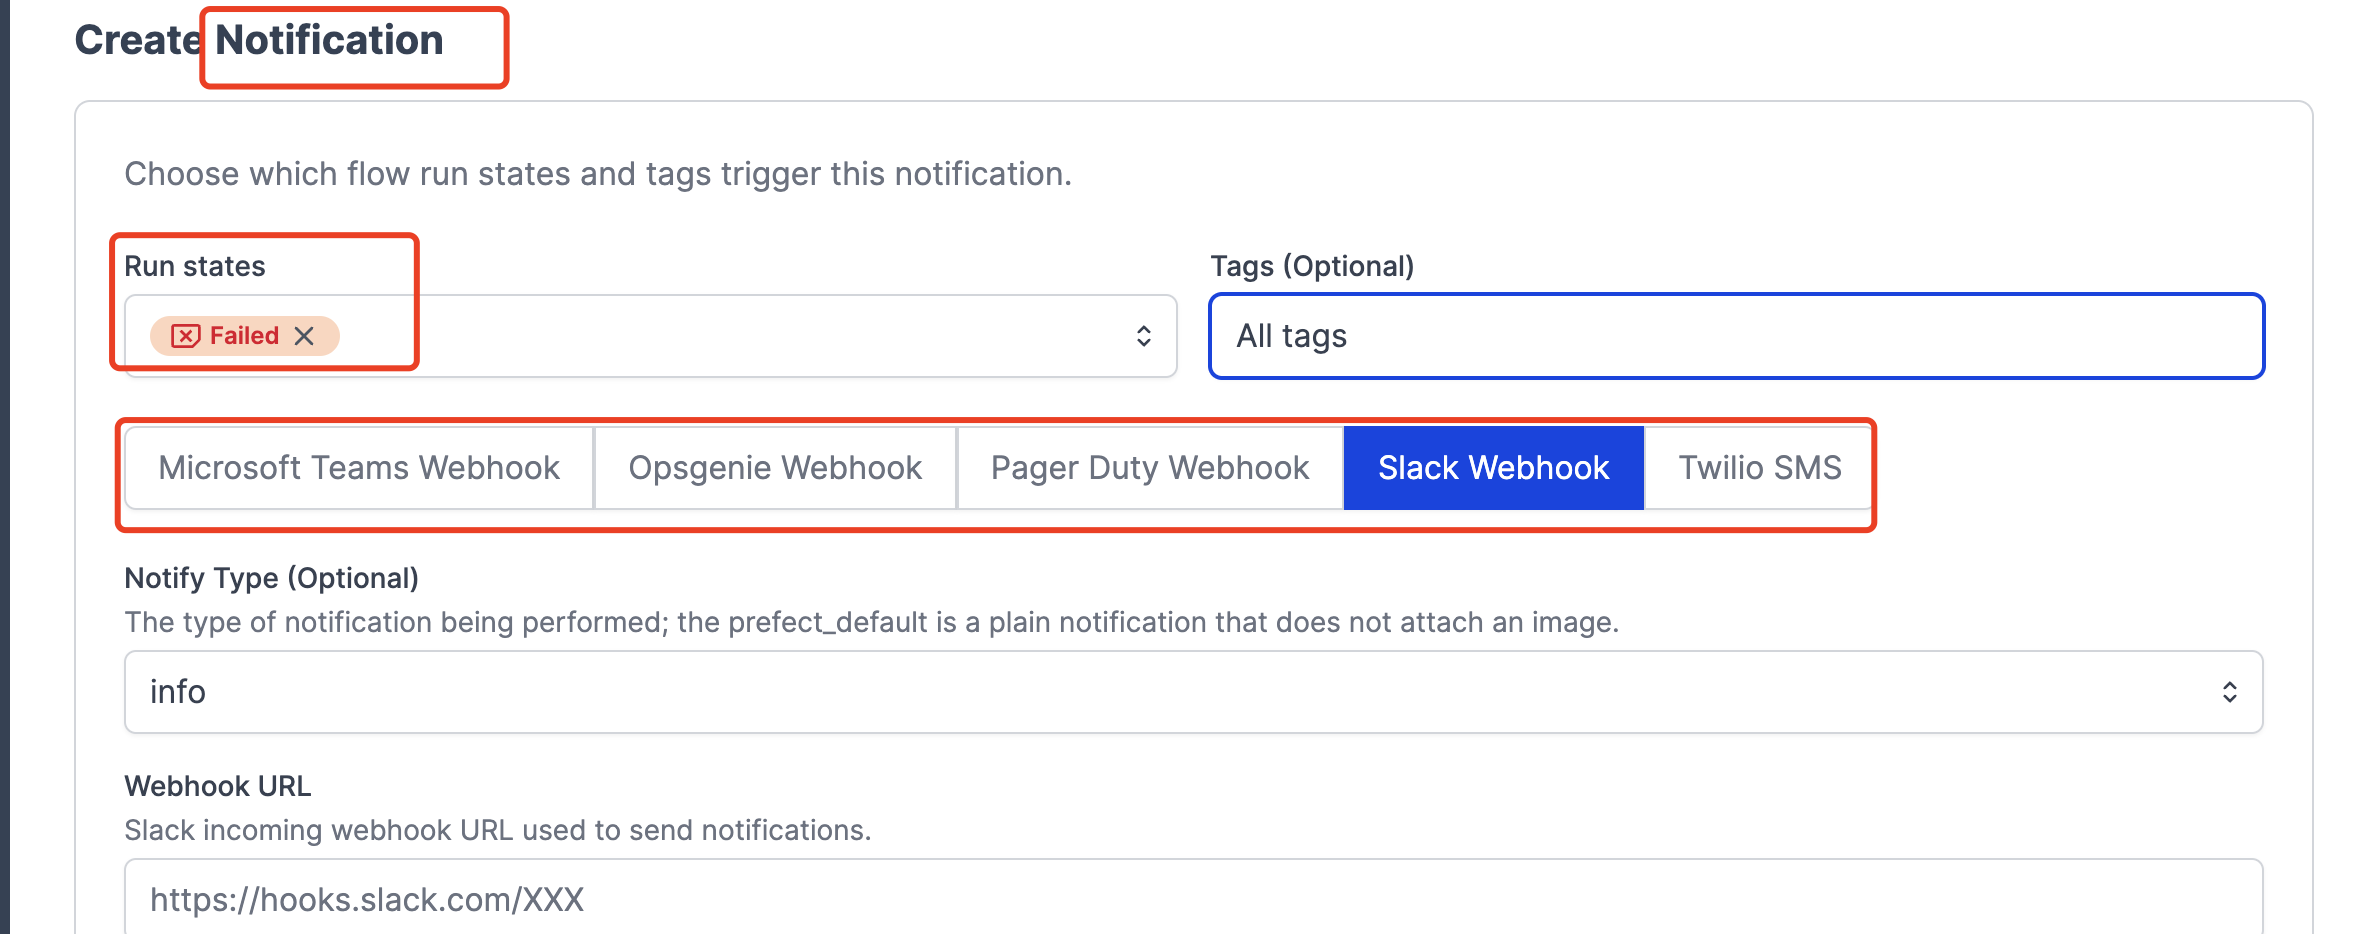 Create Notification
Choose which flow run states and tags trigger this notification.
Run states
Tags (Optional)
Failed
All tags
Microsoft Teams Webhook
Opsgenie Webhook
Pager Duty Webhook
Slack Webhook
Twilio SMS
Notify Type (Optional)
The type of notification being performed; the prefect_default is a plain notification that does not attach an image.
info
Webhook URL
Slack incoming webhook URL used to send notifications.
https://hooks.slack.com/XXX